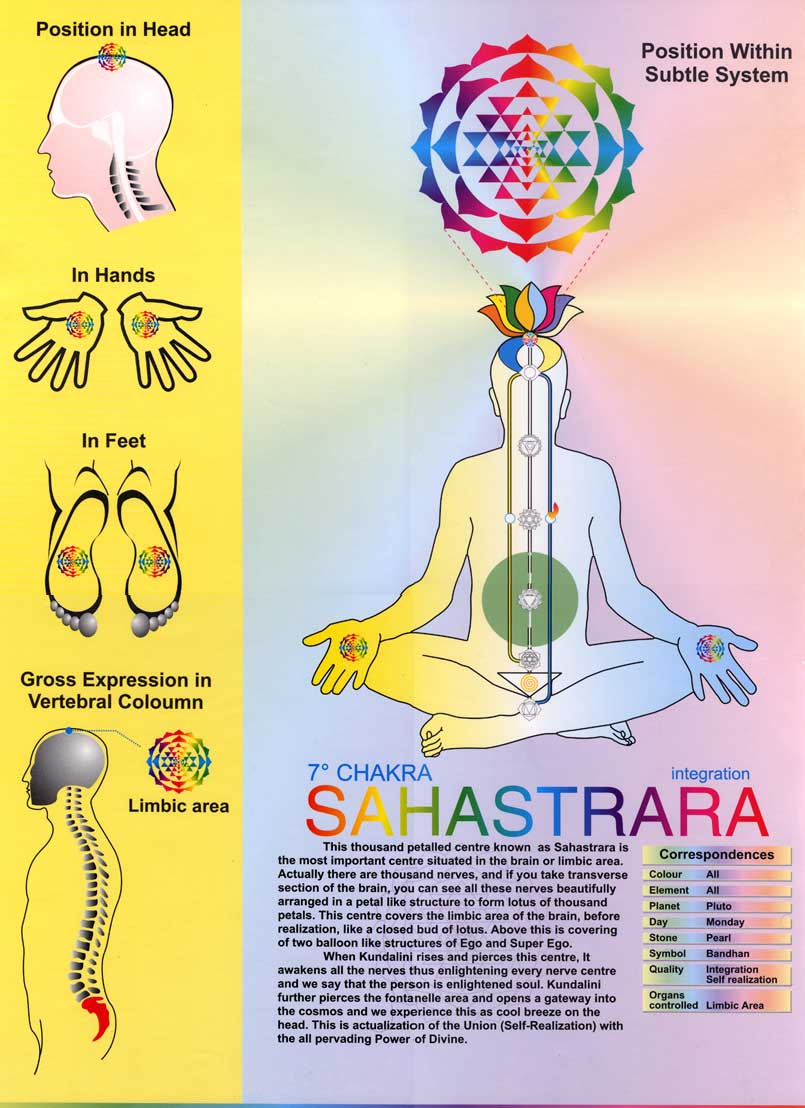 Position in Head
In Hands
In Feet
Gross Expression in
Vertebral Coloumn
Limbic area
Position Within
Subtle System
7° CHAKRA
integration
SAHASTRARA
This thousand petalled centre known as Sahastrara is
the most important centre situated in the brain or limbic area.
Actually there are thousand nerves, and if you take transverse
section of the brain, you can see all these nerves beautifully
arranged in a petal like structure to form lotus of thousand
petals. This centre covers the limbic area of the brain, before
realization, like a closed bud of lotus. Above this is covering
of two balloon like structures of Ego and Super Ego.
When Kundalini rises and pierces this centre, It
awakens all the nerves thus enlightening every nerve centre
and we say that the person is enlightened soul. Kundalini
further pierces the fontanelle area and opens a gateway into
the cosmos and we experience this as cool breeze on the
head. This is actualization of the Union (Self-Realization) with
the all pervading Power of Divine.
Correspondences
Colour All
Element All
Planet Pluto
Day Monday
Stone Pearl
Symbol Bandhan
Quality Integration
Self realization
Organs
controlled Limbic Area